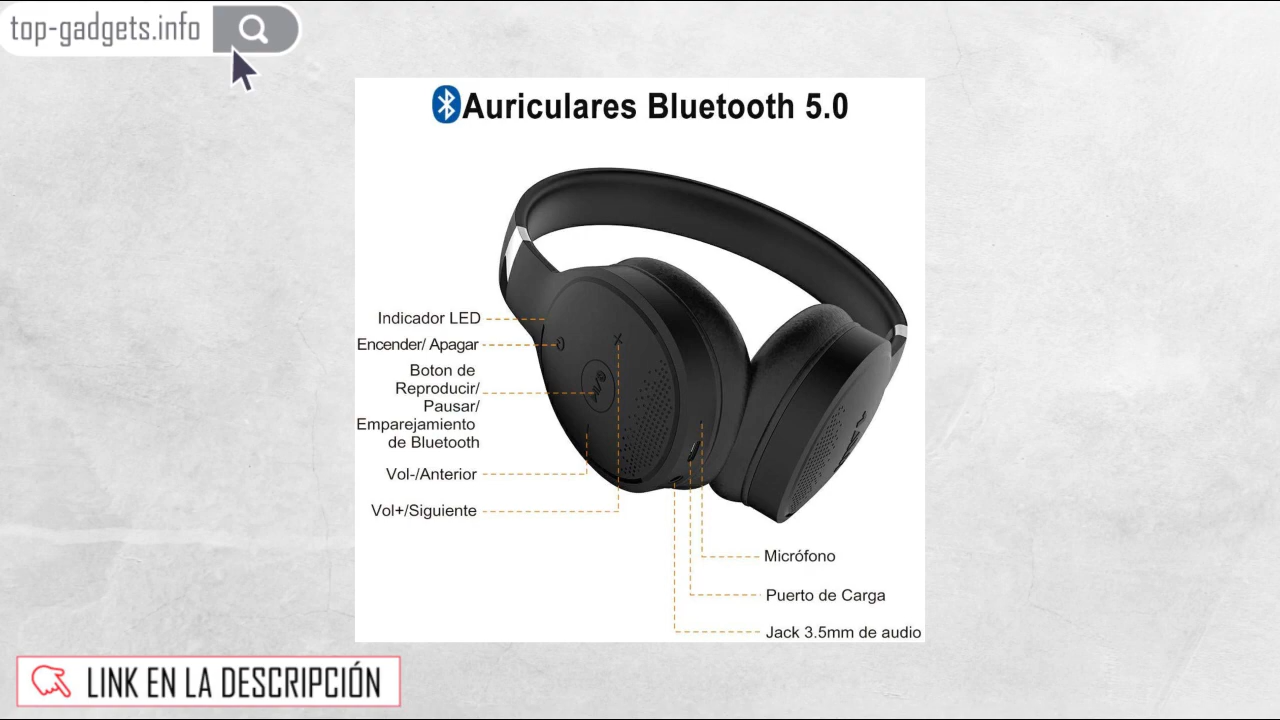 top-gadgets.info
Auriculares Bluetooth 5.0
Indicador LED
Encender/ Apagar
Boton de
Reproducir/
Pausar/
Emparejamiento
de Bluetooth
Vol-/Anterior
Vol+/Siguiente
Micrófono
Puerto de Carga
Jack 3.5mm de audio
LINK EN LA DESCRIPCIÓN